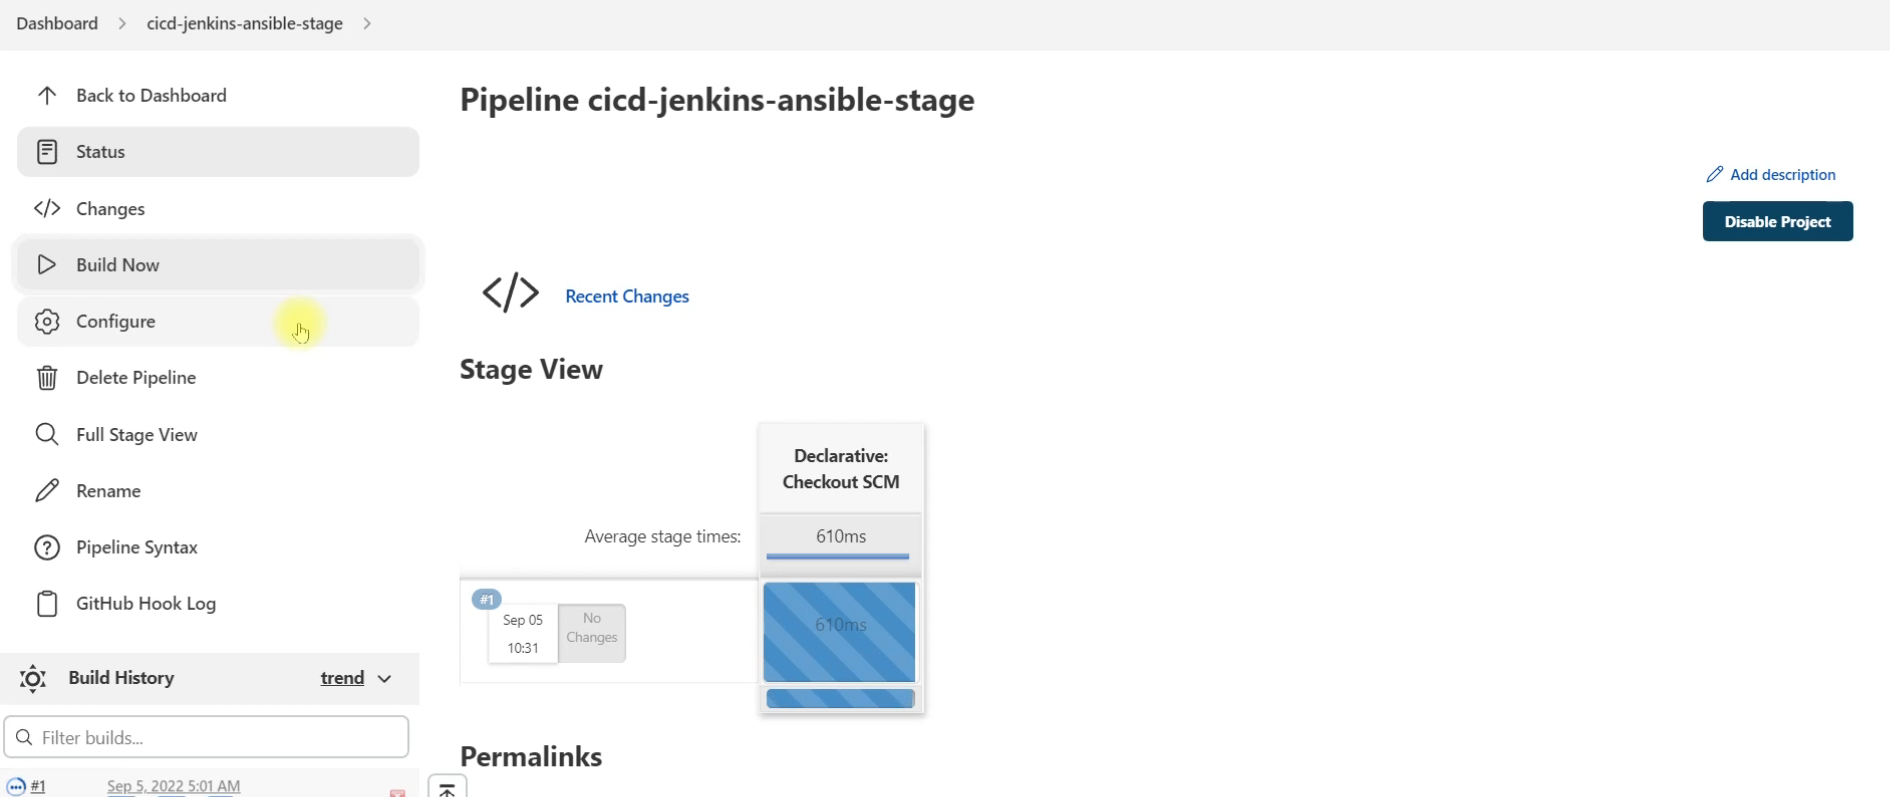 Dashboard
cicd-jenkins-ansible-stage
Back to Dashboard
Status
Changes
Build Now
Configure
Delete Pipeline
Full Stage View
Rename
Pipeline Syntax
GitHub Hook Log
Build History
trend
Filter builds...
#1
Sep 5, 2022 5:01 AM
Pipeline cicd-jenkins-ansible-stage
Add description
Disable Project
</> Recent Changes
Stage View
Declarative:
Checkout SCM
Average stage times:
610ms
#1
Sep 05
10:31
No
Changes
610ms
Permalinks